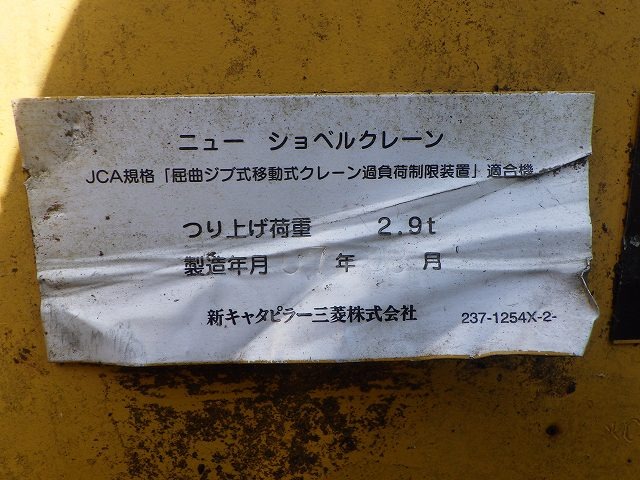 ニュー ショベルクレーン
JCA規格「屈曲ジブ式移動式クレーン過負荷制限装置」適合機
つり上げ荷重 2.9t
製造年月 年 月
新キャタピラー三菱株式会社 237-1254X-2-